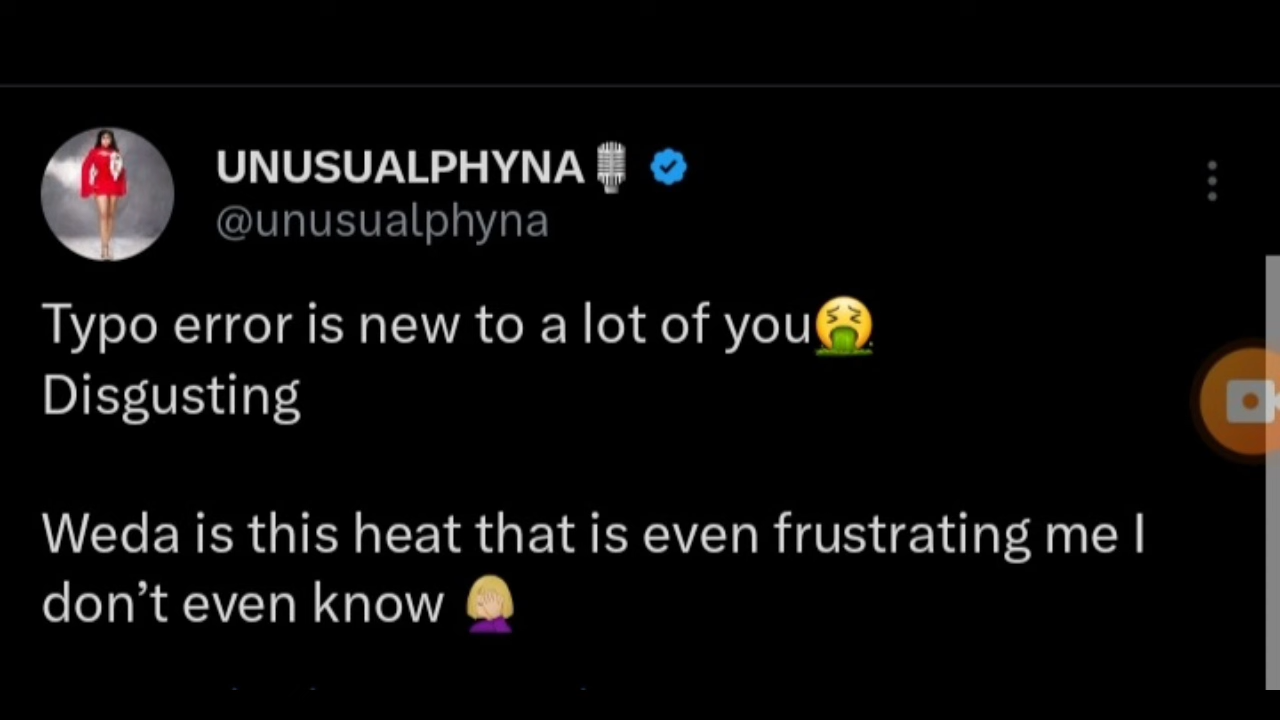 UNUSUALPHYNA🎙️
@unusualphyna
Typo error is new to a lot of you🤮
Disgusting
Weda is this heat that is even frustrating me I
don’t even know 🤦🏼‍♀️